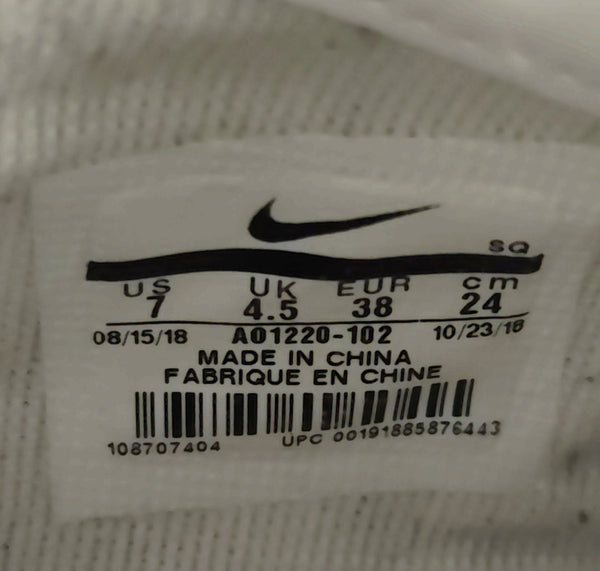 SQ
US UK EUR cm
7 4.5 38 24
08/15/18 AO1220-102 10/23/18
MADE IN CHINA
FABRIQUE EN CHINE
108707404 UPC 00191885876443